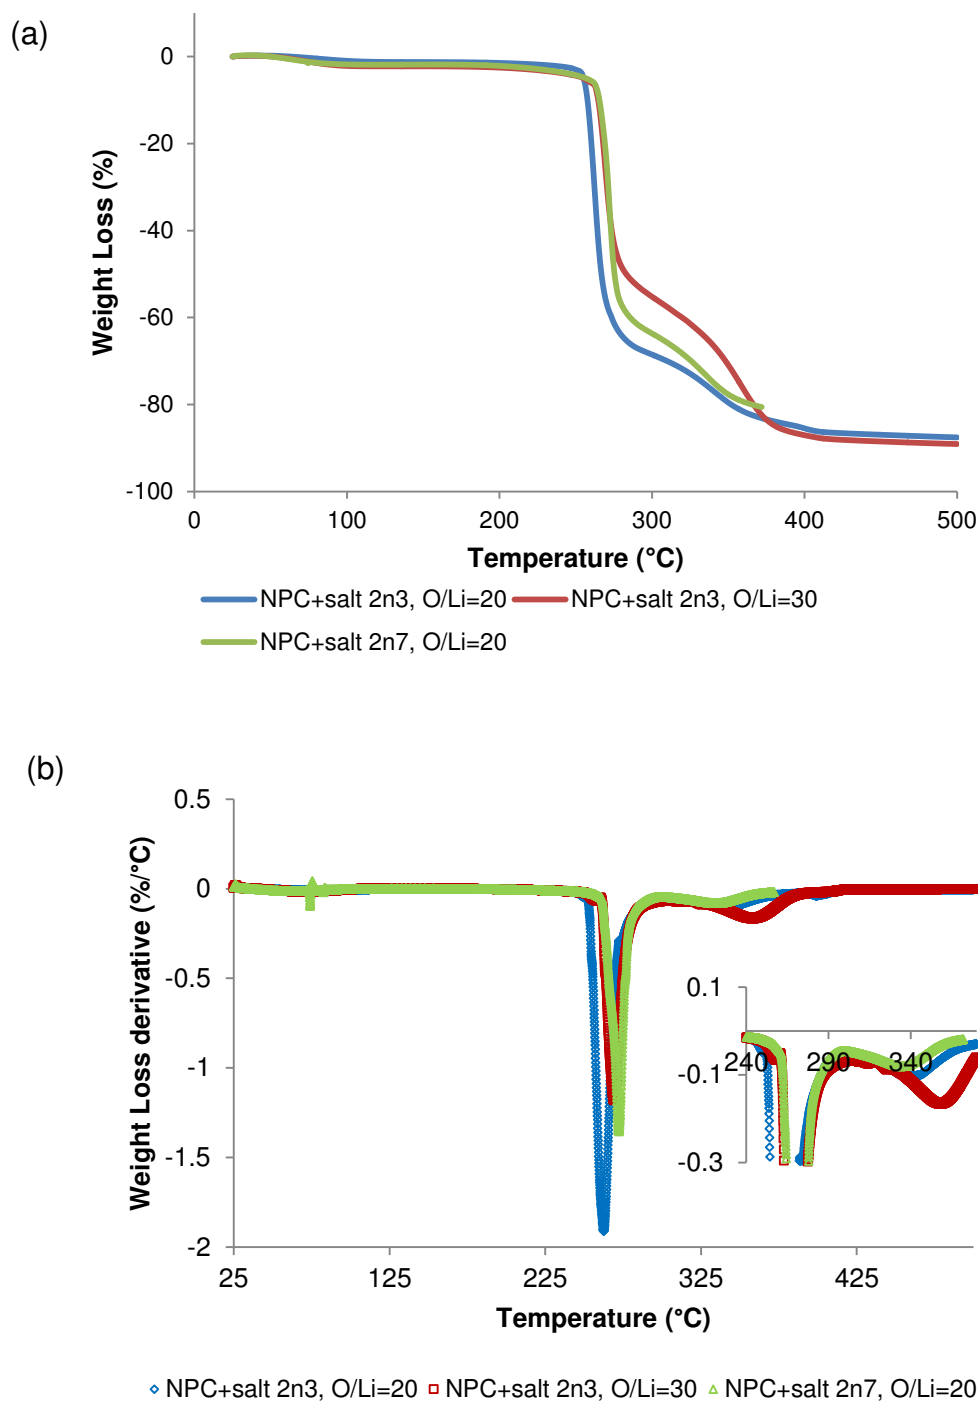 (a)
0
-20
-40
-60
-80
-100
Weight Loss (%)
0 100 200 300 400 500
Temperature (°C)
NPC+salt 2n3, O/Li=20 NPC+salt 2n3, O/Li=30
NPC+salt 2n7, O/Li=20
(b)
0.5
0
-0.5
-1
-1.5
-2
Weight Loss derivative (%/°C)
0.1
-0.1
-0.3
240 290 340
25 125 225 325 425
Temperature (°C)
NPC+salt 2n3, O/Li=20 NPC+salt 2n3, O/Li=30 NPC+salt 2n7, O/Li=20